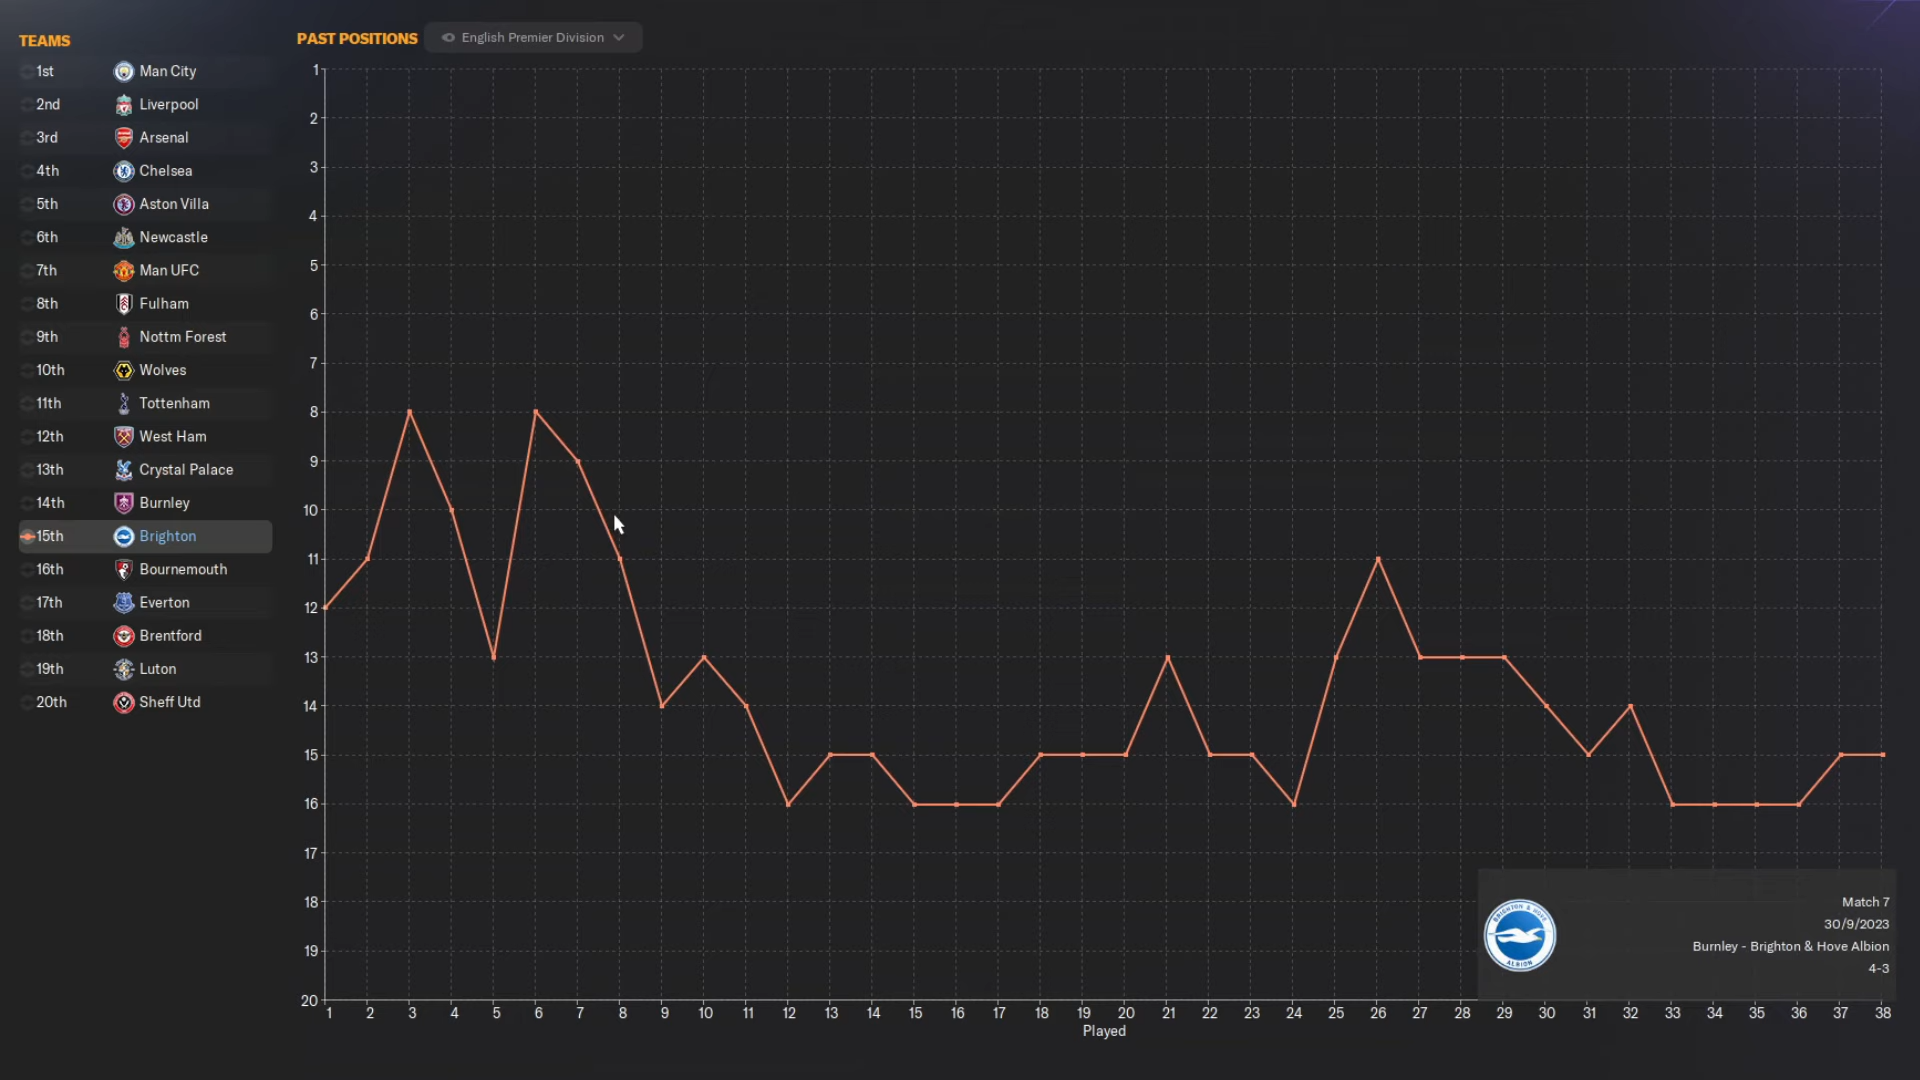 TEAMS
1st Man City
2nd Liverpool
3rd Arsenal
4th Chelsea
5th Aston Villa
6th Newcastle
7th Man UFC
8th Fulham
9th Nottm Forest
10th Wolves
11th Tottenham
12th West Ham
13th Crystal Palace
14th Burnley
15th Brighton
16th Bournemouth
17th Everton
18th Brentford
19th Luton
20th Sheff Utd
PAST POSITIONS English Premier Division
1
2
3
4
5
6
7
8
9
10
11
12
13
14
15
16
17
18
19
20
1 2 3 4 5 6 7 8 9 10 11 12 13 14 15 16 17 18 19 20 21 22 23 24 25 26 27 28 29 30 31 32 33 34 35 36 37 38
Played
BRIGHTON & HOVE
ALBION
Match 7
30/9/2023
Burnley - Brighton & Hove Albion
4-3